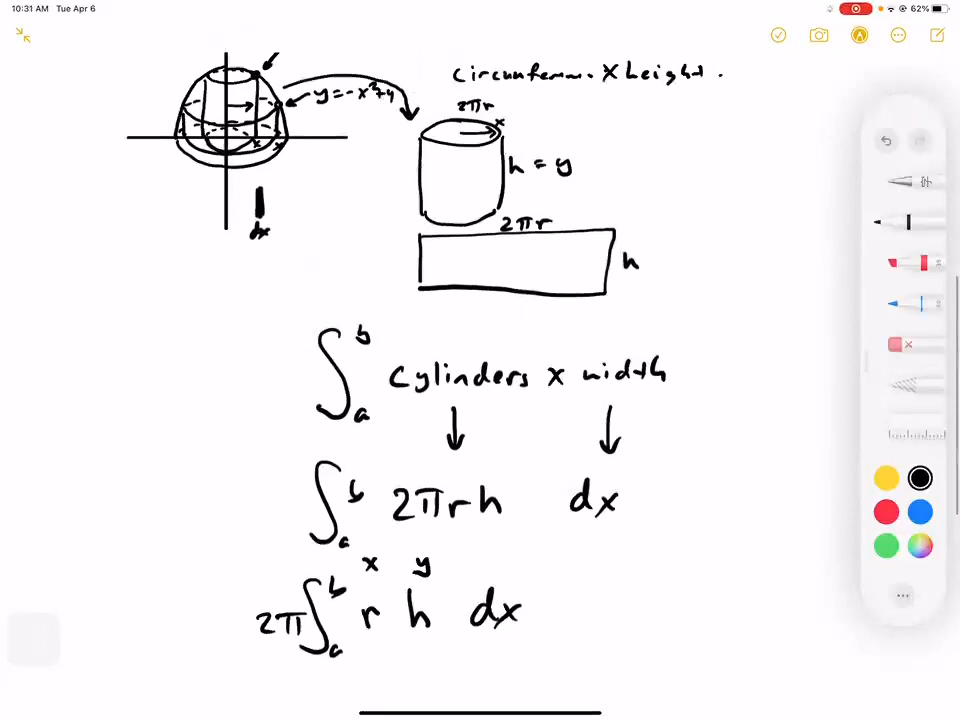 10:31 AM Tue Apr 6
62%
circumferen. x height.
y=-x²+4
2πr
x
h = y
x x
dx
2πr
h
∫ b a cylinders x width
∫ b a 2πrh dx
x y
2π ∫ b a r h dx